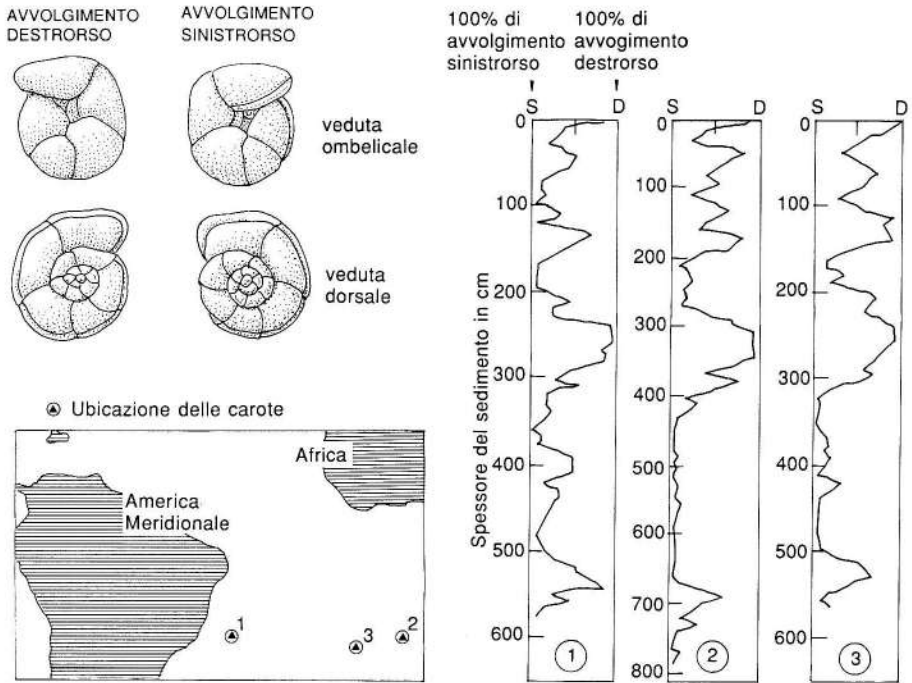 AVVOLGIMENTO
DESTRORSO
AVVOLGIMENTO
SINISTRORSO
veduta
ombelicale
veduta
dorsale
Ubicazione delle carote
Africa
America
Meridionale
1
3
2
100% di
avvolgimento
sinistrorso
100% di
avvogimento
destrorso
Spessore del sedimento in cm
S D
0
100
200
300
400
500
600
1
S D
0
100
200
300
400
500
600
700
800
2
S D
0
100
200
300
400
500
600
3